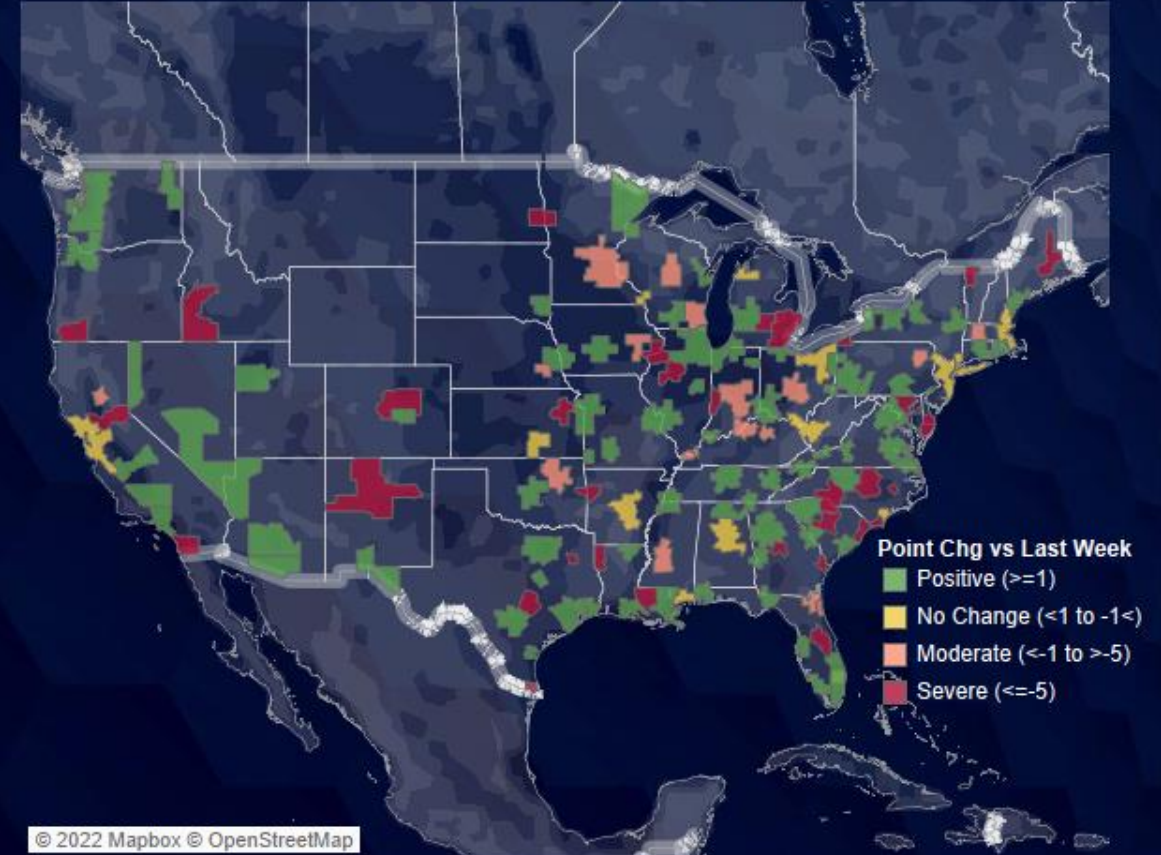 Point Chg vs Last Week
Positive (>=1)
No Change (<1 to -1<)
Moderate (<-1 to >-5)
Severe (<=-5)
© 2022 Mapbox © OpenStreetMap